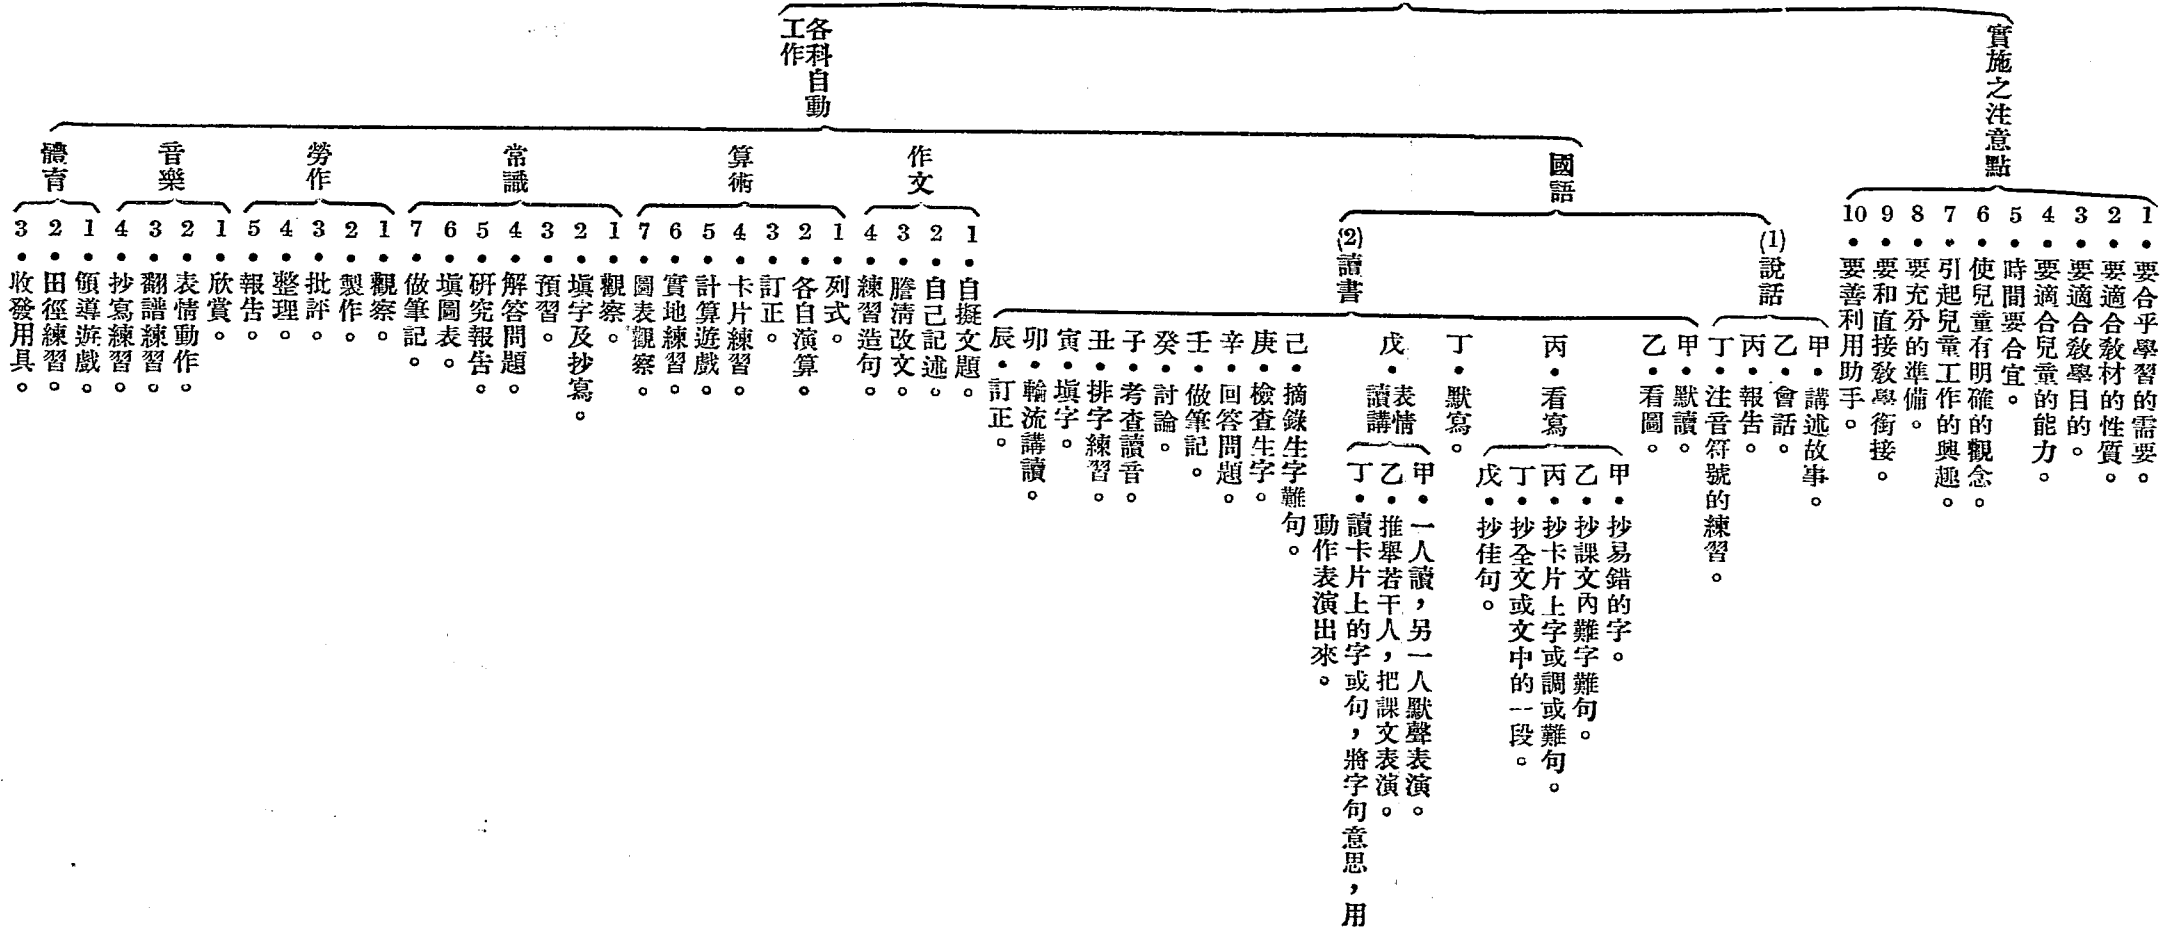 實施之注意點
1．要合乎學習的需要。
2．要適合教材的性質。
3．要適合教學目的。
4．要適合兒童的能力。
5．時間要合宜。
6．使兒童有明確的觀念。
7．引起兒童工作的興趣。
8．要充分的準備。
9．要和直接教學銜接。
10．要善利用助手。
各科自動
工作
國語
(1)說話
甲．講述故事。
乙．會話。
丙．報告。
丁．注音符號的練習。
(2)讀書
甲．默讀。
乙．看圖。
丙．看寫
甲．抄易錯的字。
乙．抄課文內難字難句。
丙．抄卡片上字或調或難句。
丁．抄全文或文中的一段。
戊．抄佳句。
丁．默寫。
戊．表情
讀講
甲．一人讀，另一人默聲表演。
乙．推舉若干人，把課文表演。
丁．讀卡片上的字或句，將字句意思，用
動作表演出來。
己．摘錄生字難句。
庚．檢查生字。
辛．回答問題。
壬．做筆記。
癸．討論。
子．考查讀音。
丑．排字練習。
寅．填字。
卯．輪流講讀。
辰．訂正。
作文
1．自擬文題。
2．自己記述。
3．謄清改文。
4．練習造句。
算術
1．列式。
2．各自演算。
3．訂正。
4．卡片練習。
5．計算遊戲。
6．實地練習。
7．圖表觀察。
常識
1．觀察。
2．填字及抄寫。
3．預習。
4．解答問題。
5．研究報告。
6．填圖表。
7．做筆記。
勞作
1．觀察。
2．製作。
3．批評。
4．整理。
5．報告。
音樂
1．欣賞。
2．表情動作。
3．翻譜練習。
4．抄寫練習。
體育
1．領導遊戲。
2．田徑練習。
3．收發用具。